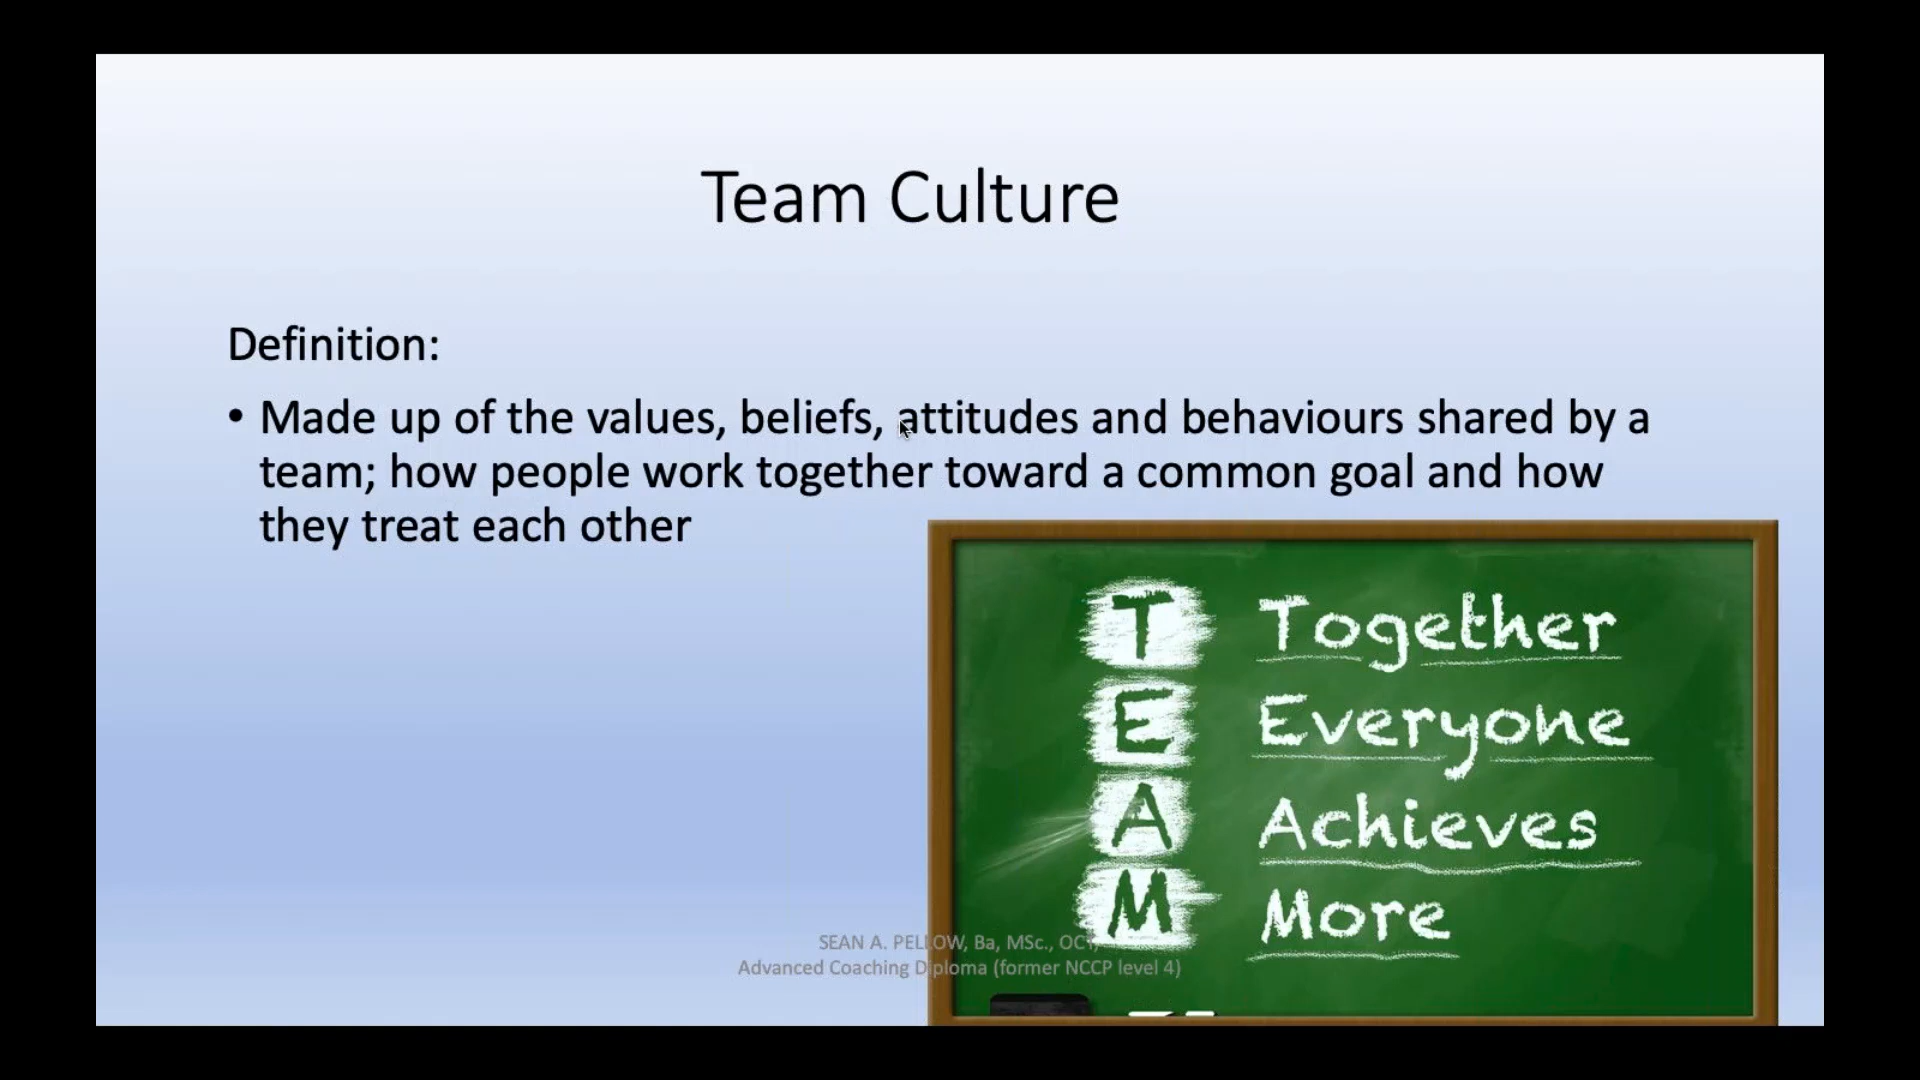 Team Culture
Definition:
• Made up of the values, beliefs, attitudes and behaviours shared by a
team; how people work together toward a common goal and how
they treat each other
T Together
E Everyone
A Achieves
M More
SEAN A. PELLOW, Ba, MSc., OCT,
Advanced Coaching Diploma (former NCCP level 4)